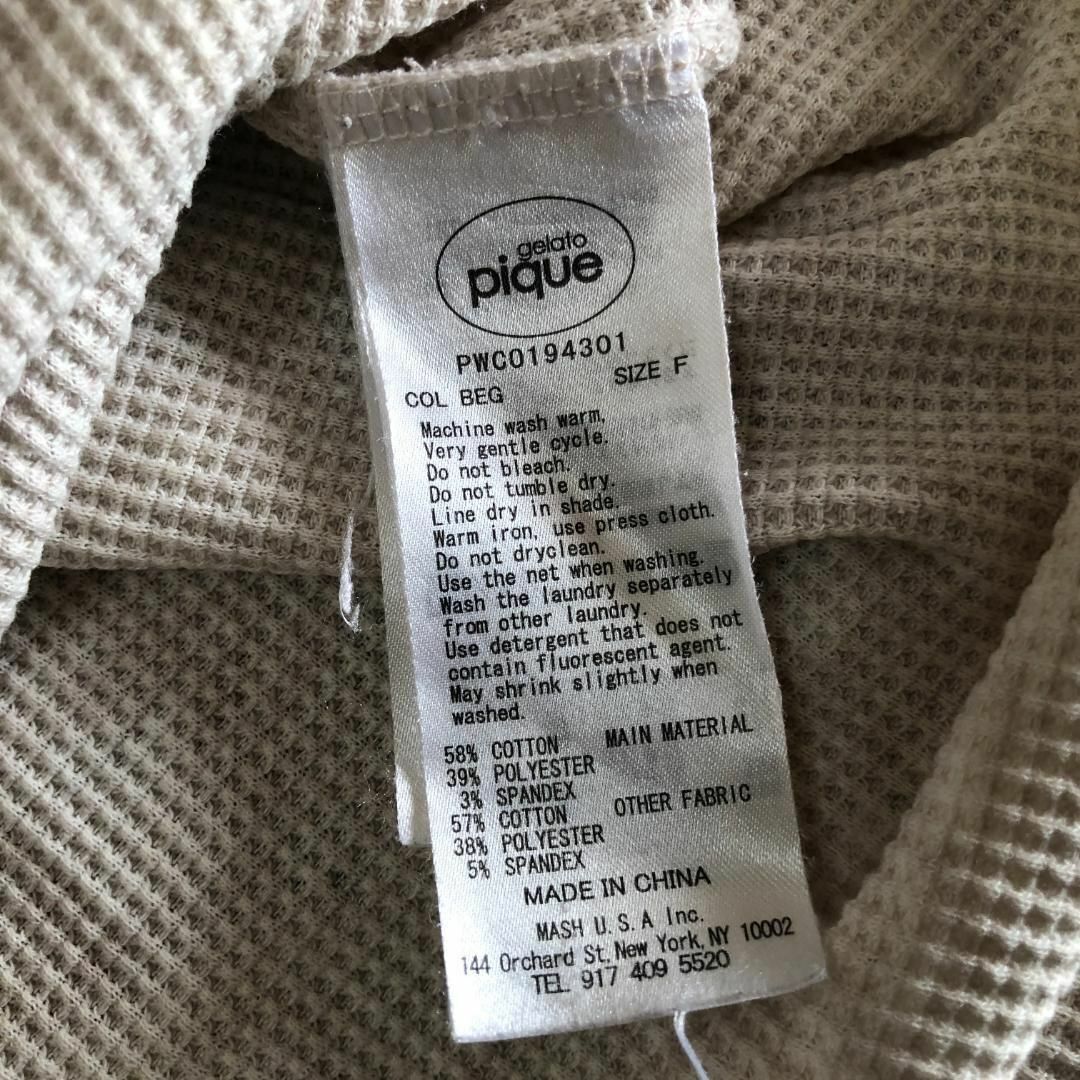 gelato
pique
PWC0194301
COL BEG SIZE F
Machine wash warm.
Very gentle cycle.
Do not bleach.
Do not tumble dry.
Line dry in shade.
Warm iron, use press cloth.
Do not dryclean.
Use the net when washing.
Wash the laundry separately
from other laundry.
Use detergent that does not
contain fluorescent agent.
May shrink slightly when
washed.
58% COTTON MAIN MATERIAL
39% POLYESTER
3% SPANDEX
57% COTTON OTHER FABRIC
38% POLYESTER
5% SPANDEX
MADE IN CHINA
MASH U.S.A Inc.
144 Orchard St. New York, NY 10002
TEL 917 409 5520